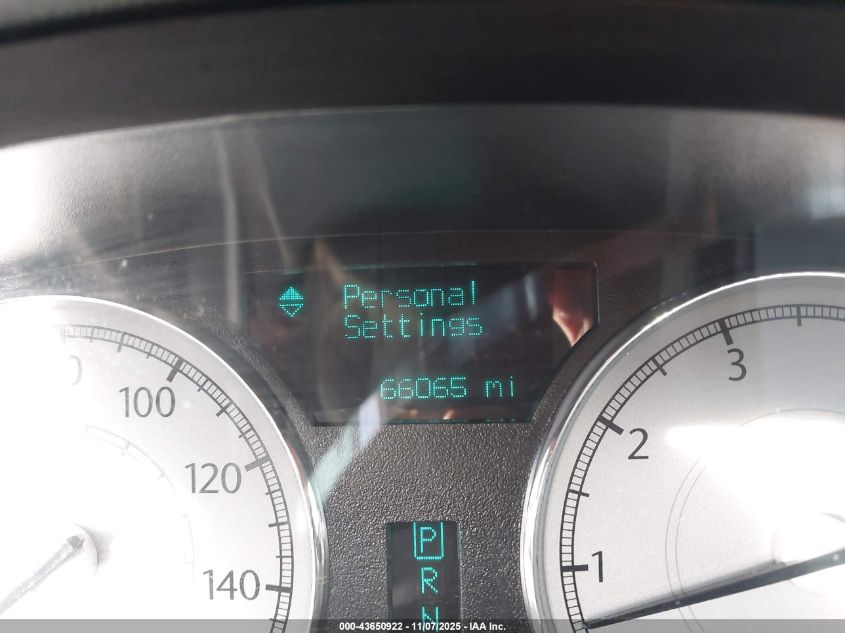 Personal
Settings
66065 mi
100
120
140
3
2
1
P
R
N
000-43650922 - 11/07/2025 - IAA Inc.